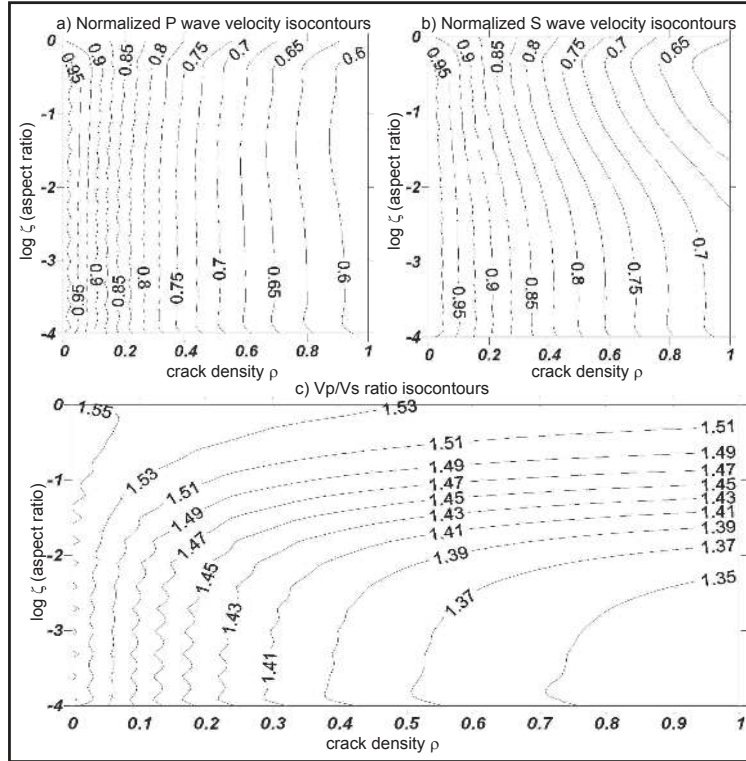 a) Normalized P wave velocity isocontours
0.95
0.9
0.85
0.8
0.75
0.7
0.65
0.6
0
-1
-2
-3
-4
log ζ (aspect ratio)
0.95
0.9
0.85
0.8
0.75
0.7
0.65
0.6
0 0.2 0.4 0.6 0.8 1
crack density ρ
b) Normalized S wave velocity isocontours
0.95
0.9
0.85
0.8
0.75
0.7
0.65
0
-1
-2
-3
-4
log ζ (aspect ratio)
0.95
0.9
0.85
0.8
0.75
0.7
0 0.2 0.4 0.6 0.8 1
crack density ρ
c) Vp/Vs ratio isocontours
0
-1
-2
-3
-4
log ζ (aspect ratio)
1.55
1.53
1.53
1.51 1.51 1.51
1.49 1.49 1.49
1.47 1.47 1.47
1.45 1.45 1.45
1.43 1.43 1.43
1.41 1.41 1.41
1.39 1.39
1.37 1.37
1.35
0 0.1 0.2 0.3 0.4 0.5 0.6 0.7 0.8 0.9 1
crack density ρ